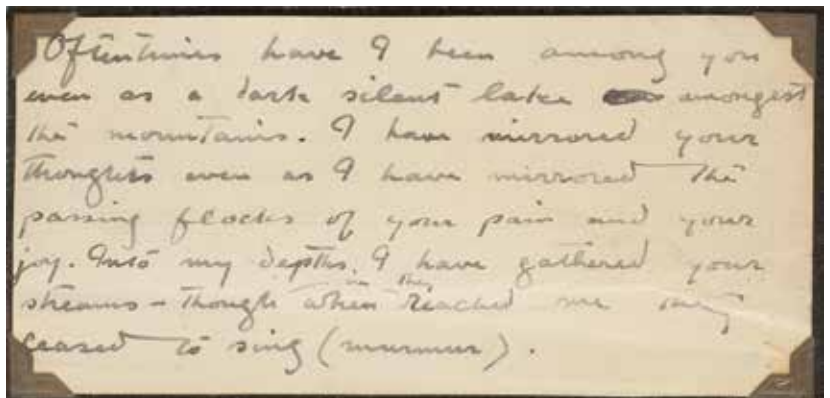 Oftentimes have I been among you
even as a dark silent lake amongst
the mountains. I have mirrored your
thoughts even as I have mirrored the
passing flocks of your pain and your
joy. Into my depths, I have gathered your
streams – though when they reached me they
ceased to sing (murmur).